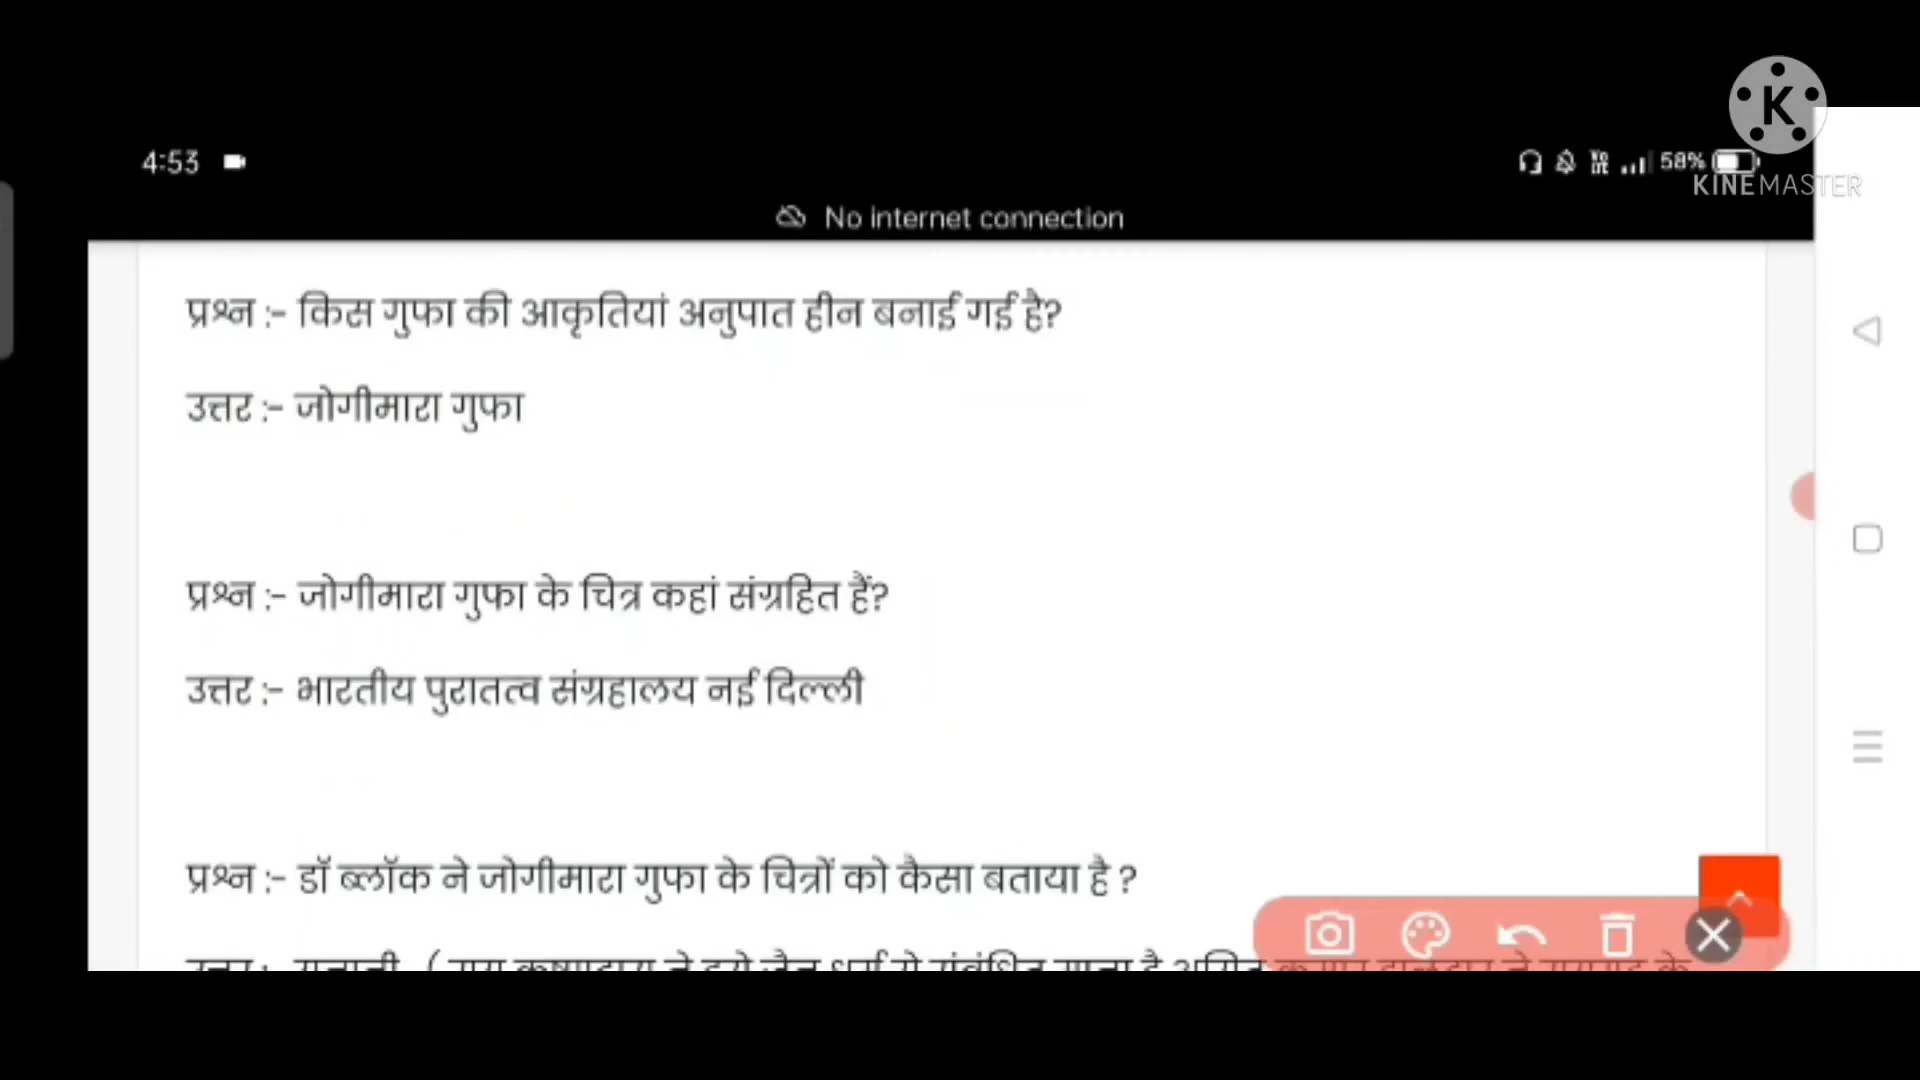 4:53
58%
KINEMASTER
No internet connection
प्रश्न :- किस गुफा की आकृतियां अनुपात हीन बनाई गई है?
उत्तर :- जोगीमारा गुफा
प्रश्न :- जोगीमारा गुफा के चित्र कहां संग्रहित हैं?
उत्तर :- भारतीय पुरातत्व संग्रहालय नई दिल्ली
प्रश्न :- डॉ ब्लॉक ने जोगीमारा गुफा के चित्रों को कैसा बताया है ?